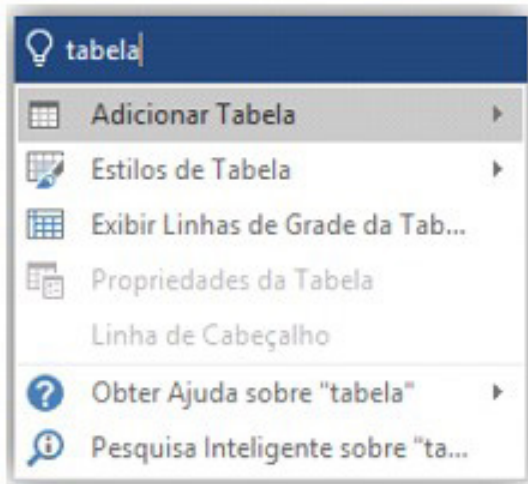 tabela
Adicionar Tabela
Estilos de Tabela
Exibir Linhas de Grade da Tab...
Propriedades da Tabela
Linha de Cabeçalho
Obter Ajuda sobre "tabela"
Pesquisa Inteligente sobre "ta...